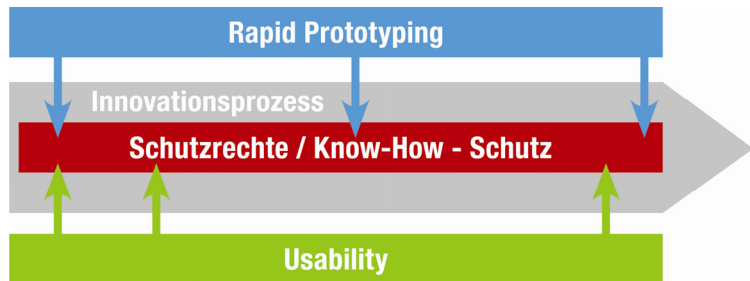 Rapid Prototyping
Innovationsprozess
Schutzrechte / Know-How - Schutz
Usability